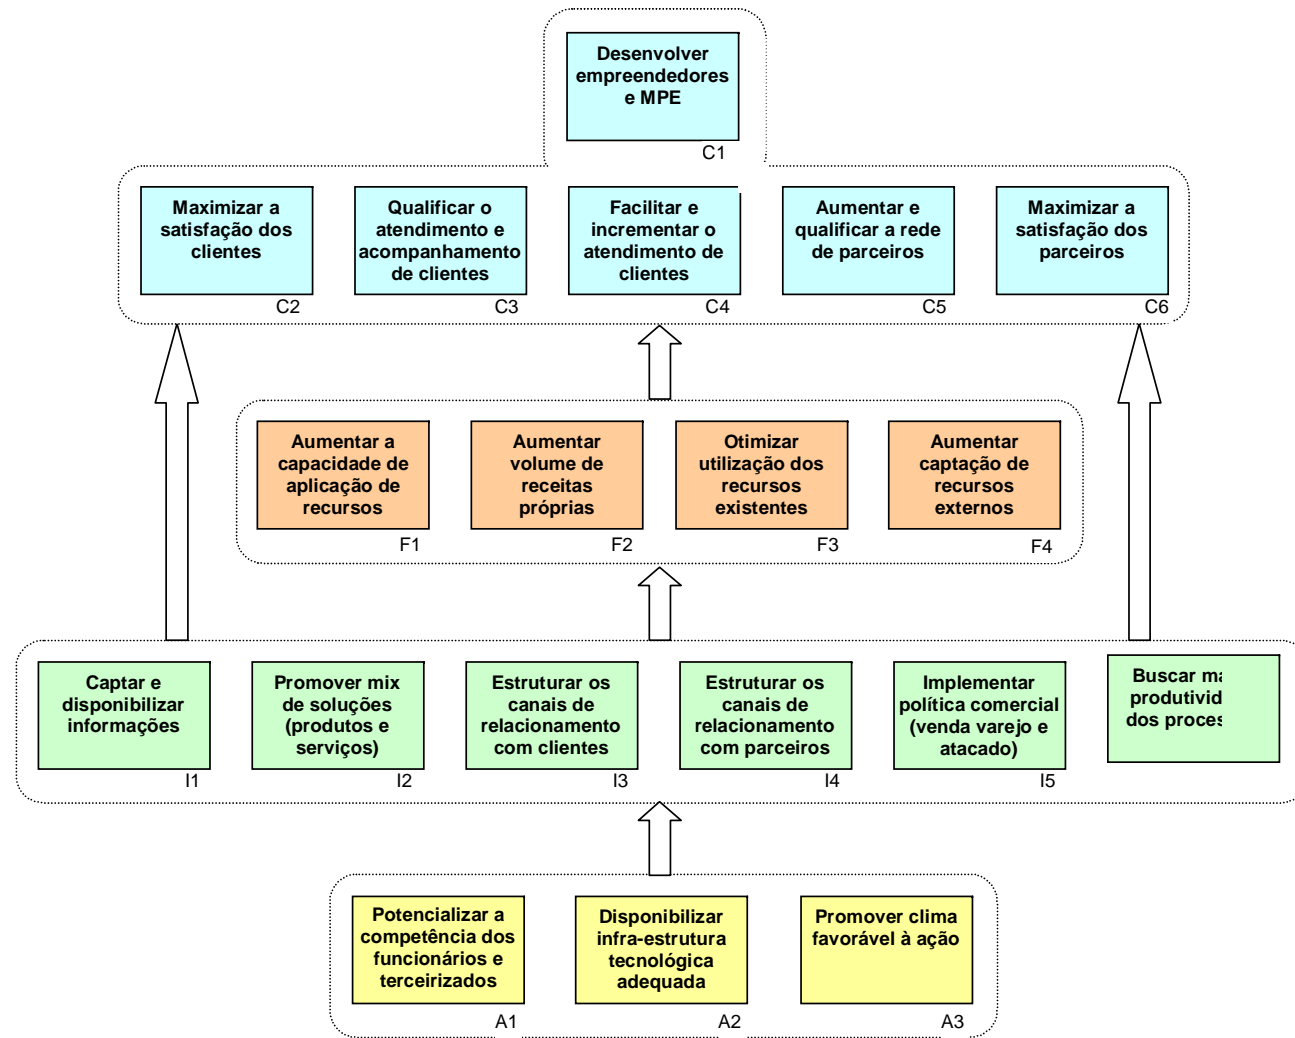 Desenvolver
empreendedores
e MPE
C1
Maximizar a
satisfação dos
clientes
C2
Qualificar o
atendimento e
acompanhamento
de clientes
C3
Facilitar e
incrementar o
atendimento de
clientes
C4
Aumentar e
qualificar a rede
de parceiros
C5
Maximizar a
satisfação dos
parceiros
C6
Aumentar a
capacidade de
aplicação de
recursos
F1
Aumentar
volume de
receitas
próprias
F2
Otimizar
utilização dos
recursos
existentes
F3
Aumentar
captação de
recursos
externos
F4
Captar e
disponibilizar
informações
I1
Promover mix
de soluções
(produtos e
serviços)
I2
Estruturar os
canais de
relacionamento
com clientes
I3
Estruturar os
canais de
relacionamento
com parceiros
I4
Implementar
política comercial
(venda varejo e
atacado)
I5
Buscar
dos
Potencializar a
competência dos
funcionários e
terceirizados
A1
Disponibilizar
infra-estrutura
tecnológica
adequada
A2
Promover clima
favorável à ação
A3